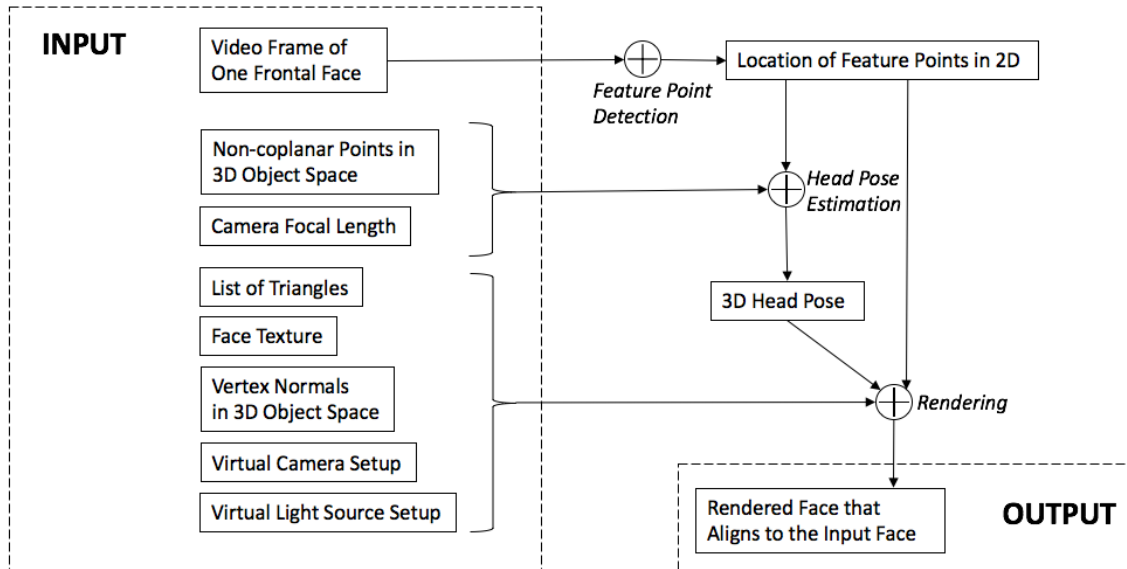 INPUT
Video Frame of
One Frontal Face
Feature Point
Detection
Location of Feature Points in 2D
Non-coplanar Points in
3D Object Space
Camera Focal Length
Head Pose
Estimation
List of Triangles
Face Texture
Vertex Normals
in 3D Object Space
Virtual Camera Setup
Virtual Light Source Setup
3D Head Pose
Rendering
Rendered Face that
Aligns to the Input Face
OUTPUT